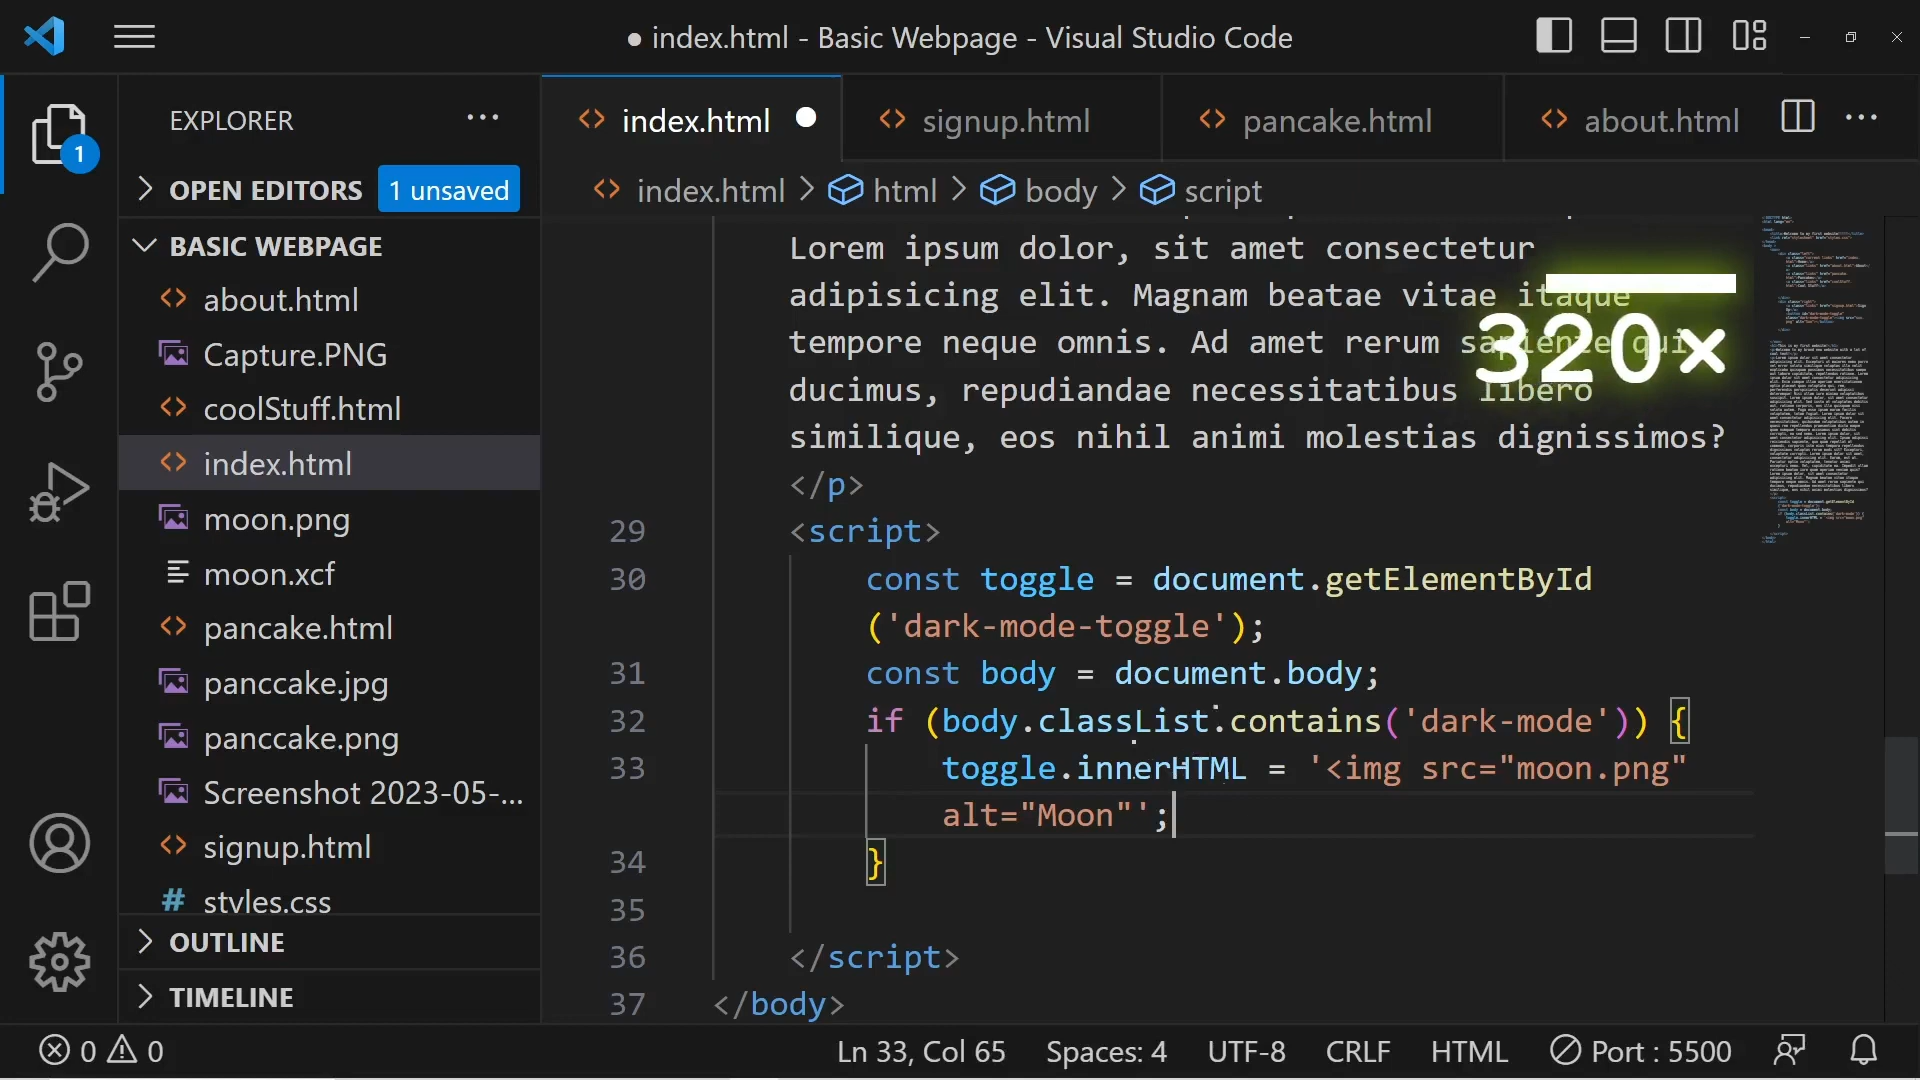 ● index.html - Basic Webpage - Visual Studio Code
EXPLORER
index.html
signup.html
pancake.html
about.html
1
OPEN EDITORS
1 unsaved
index.html > html > body > script
BASIC WEBPAGE
about.html
Capture.PNG
coolStuff.html
index.html
moon.png
moon.xcf
pancake.html
panccake.jpg
panccake.png
Screenshot 2023-05-...
signup.html
styles.css
OUTLINE
TIMELINE
Lorem ipsum dolor, sit amet consectetur
adipisicing elit. Magnam beatae vitae itaque
tempore neque omnis. Ad amet rerum sapiente qui
ducimus, repudiandae necessitatibus libero
similique, eos nihil animi molestias dignissimos?
</p>
320×
29 <script>
30 const toggle = document.getElementById
('dark-mode-toggle');
31 const body = document.body;
32 if (body.classList.contains('dark-mode')) {
33 toggle.innerHTML = '<img src="moon.png"
alt="Moon"';
34 }
35
36 </script>
37 </body>
0 0
Ln 33, Col 65
Spaces: 4
UTF-8
CRLF
HTML
Port : 5500